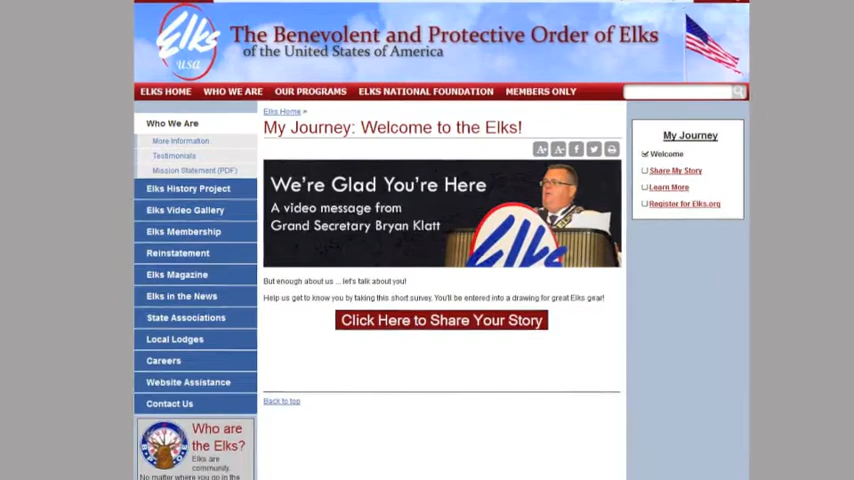 Elks
usa
The Benevolent and Protective Order of Elks
of the United States of America
ELKS HOME WHO WE ARE OUR PROGRAMS ELKS NATIONAL FOUNDATION MEMBERS ONLY
Who We Are
More Information
Testimonials
Mission Statement (PDF)
Elks History Project
Elks Video Gallery
Elks Membership
Reinstatement
Elks Magazine
Elks in the News
State Associations
Local Lodges
Careers
Website Assistance
Contact Us
Who are
the Elks?
Elks are
community.
No matter where you go in the
Elks Home »
My Journey: Welcome to the Elks!
A+ A- f
We're Glad You're Here
A video message from
Grand Secretary Bryan Klatt
Elks
But enough about us ... let's talk about you!
Help us get to know you by taking this short survey. You'll be entered into a drawing for great Elks gear!
Click Here to Share Your Story
Back to top
My Journey
Welcome
Share My Story
Learn More
Register for Elks.org